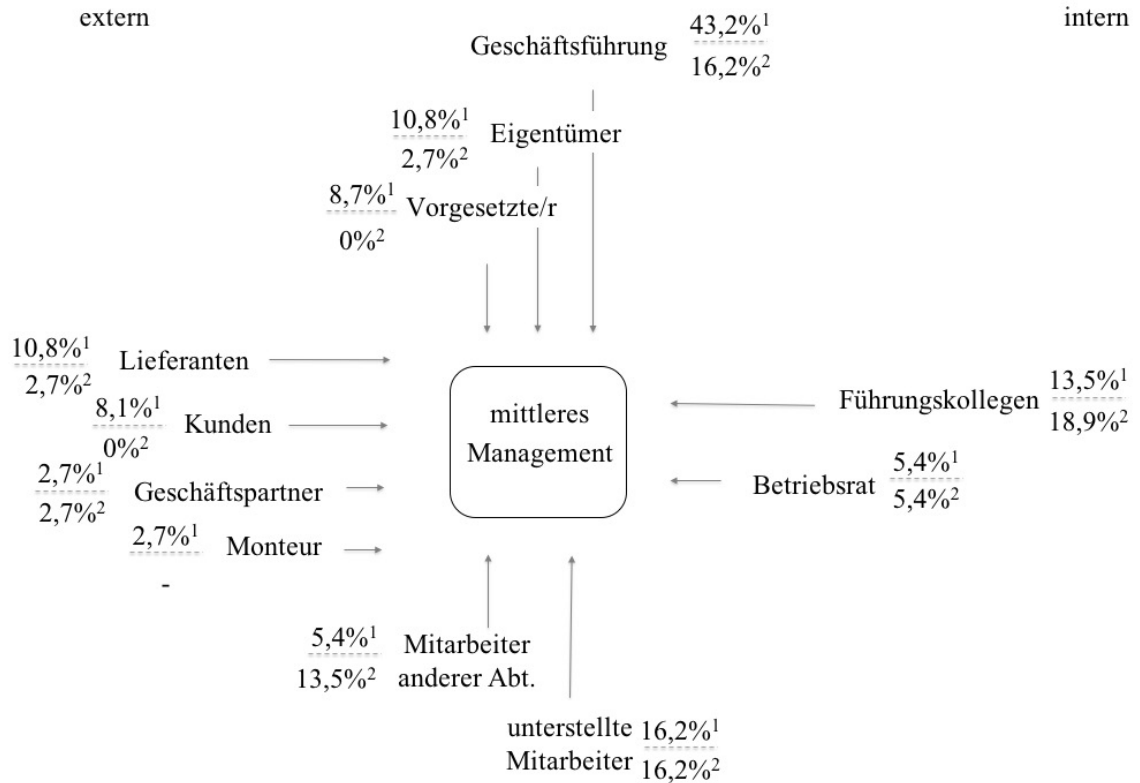 extern
intern
Geschäftsführung
43,2%¹
16,2%²
10,8%¹
2,7%²
Eigentümer
8,7%¹
0%²
Vorgesetzte/r
10,8%¹
2,7%²
Lieferanten
8,1%¹
0%²
Kunden
2,7%¹
2,7%²
Geschäftspartner
2,7%¹
-
Monteur
mittleres
Management
Führungskollegen
13,5%¹
18,9%²
Betriebsrat
5,4%¹
5,4%²
5,4%¹
13,5%²
Mitarbeiter
anderer Abt.
unterstellte
Mitarbeiter
16,2%¹
16,2%²